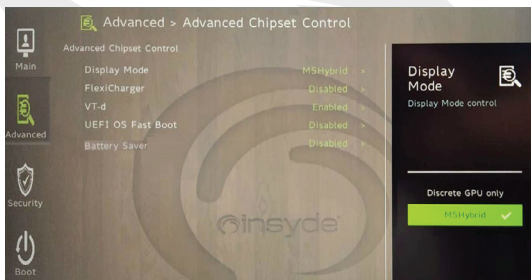 Advanced > Advanced Chipset Control
Main
Advanced
Security
Boot
Advanced Chipset Control
Display Mode MSHybrid >
FlexiCharger Disabled >
VT-d Enabled >
UEFI OS Fast Boot Disabled >
Battery Saver Disabled >
insyde
Display
Mode
Display Mode control
Discrete GPU only
MSHybrid